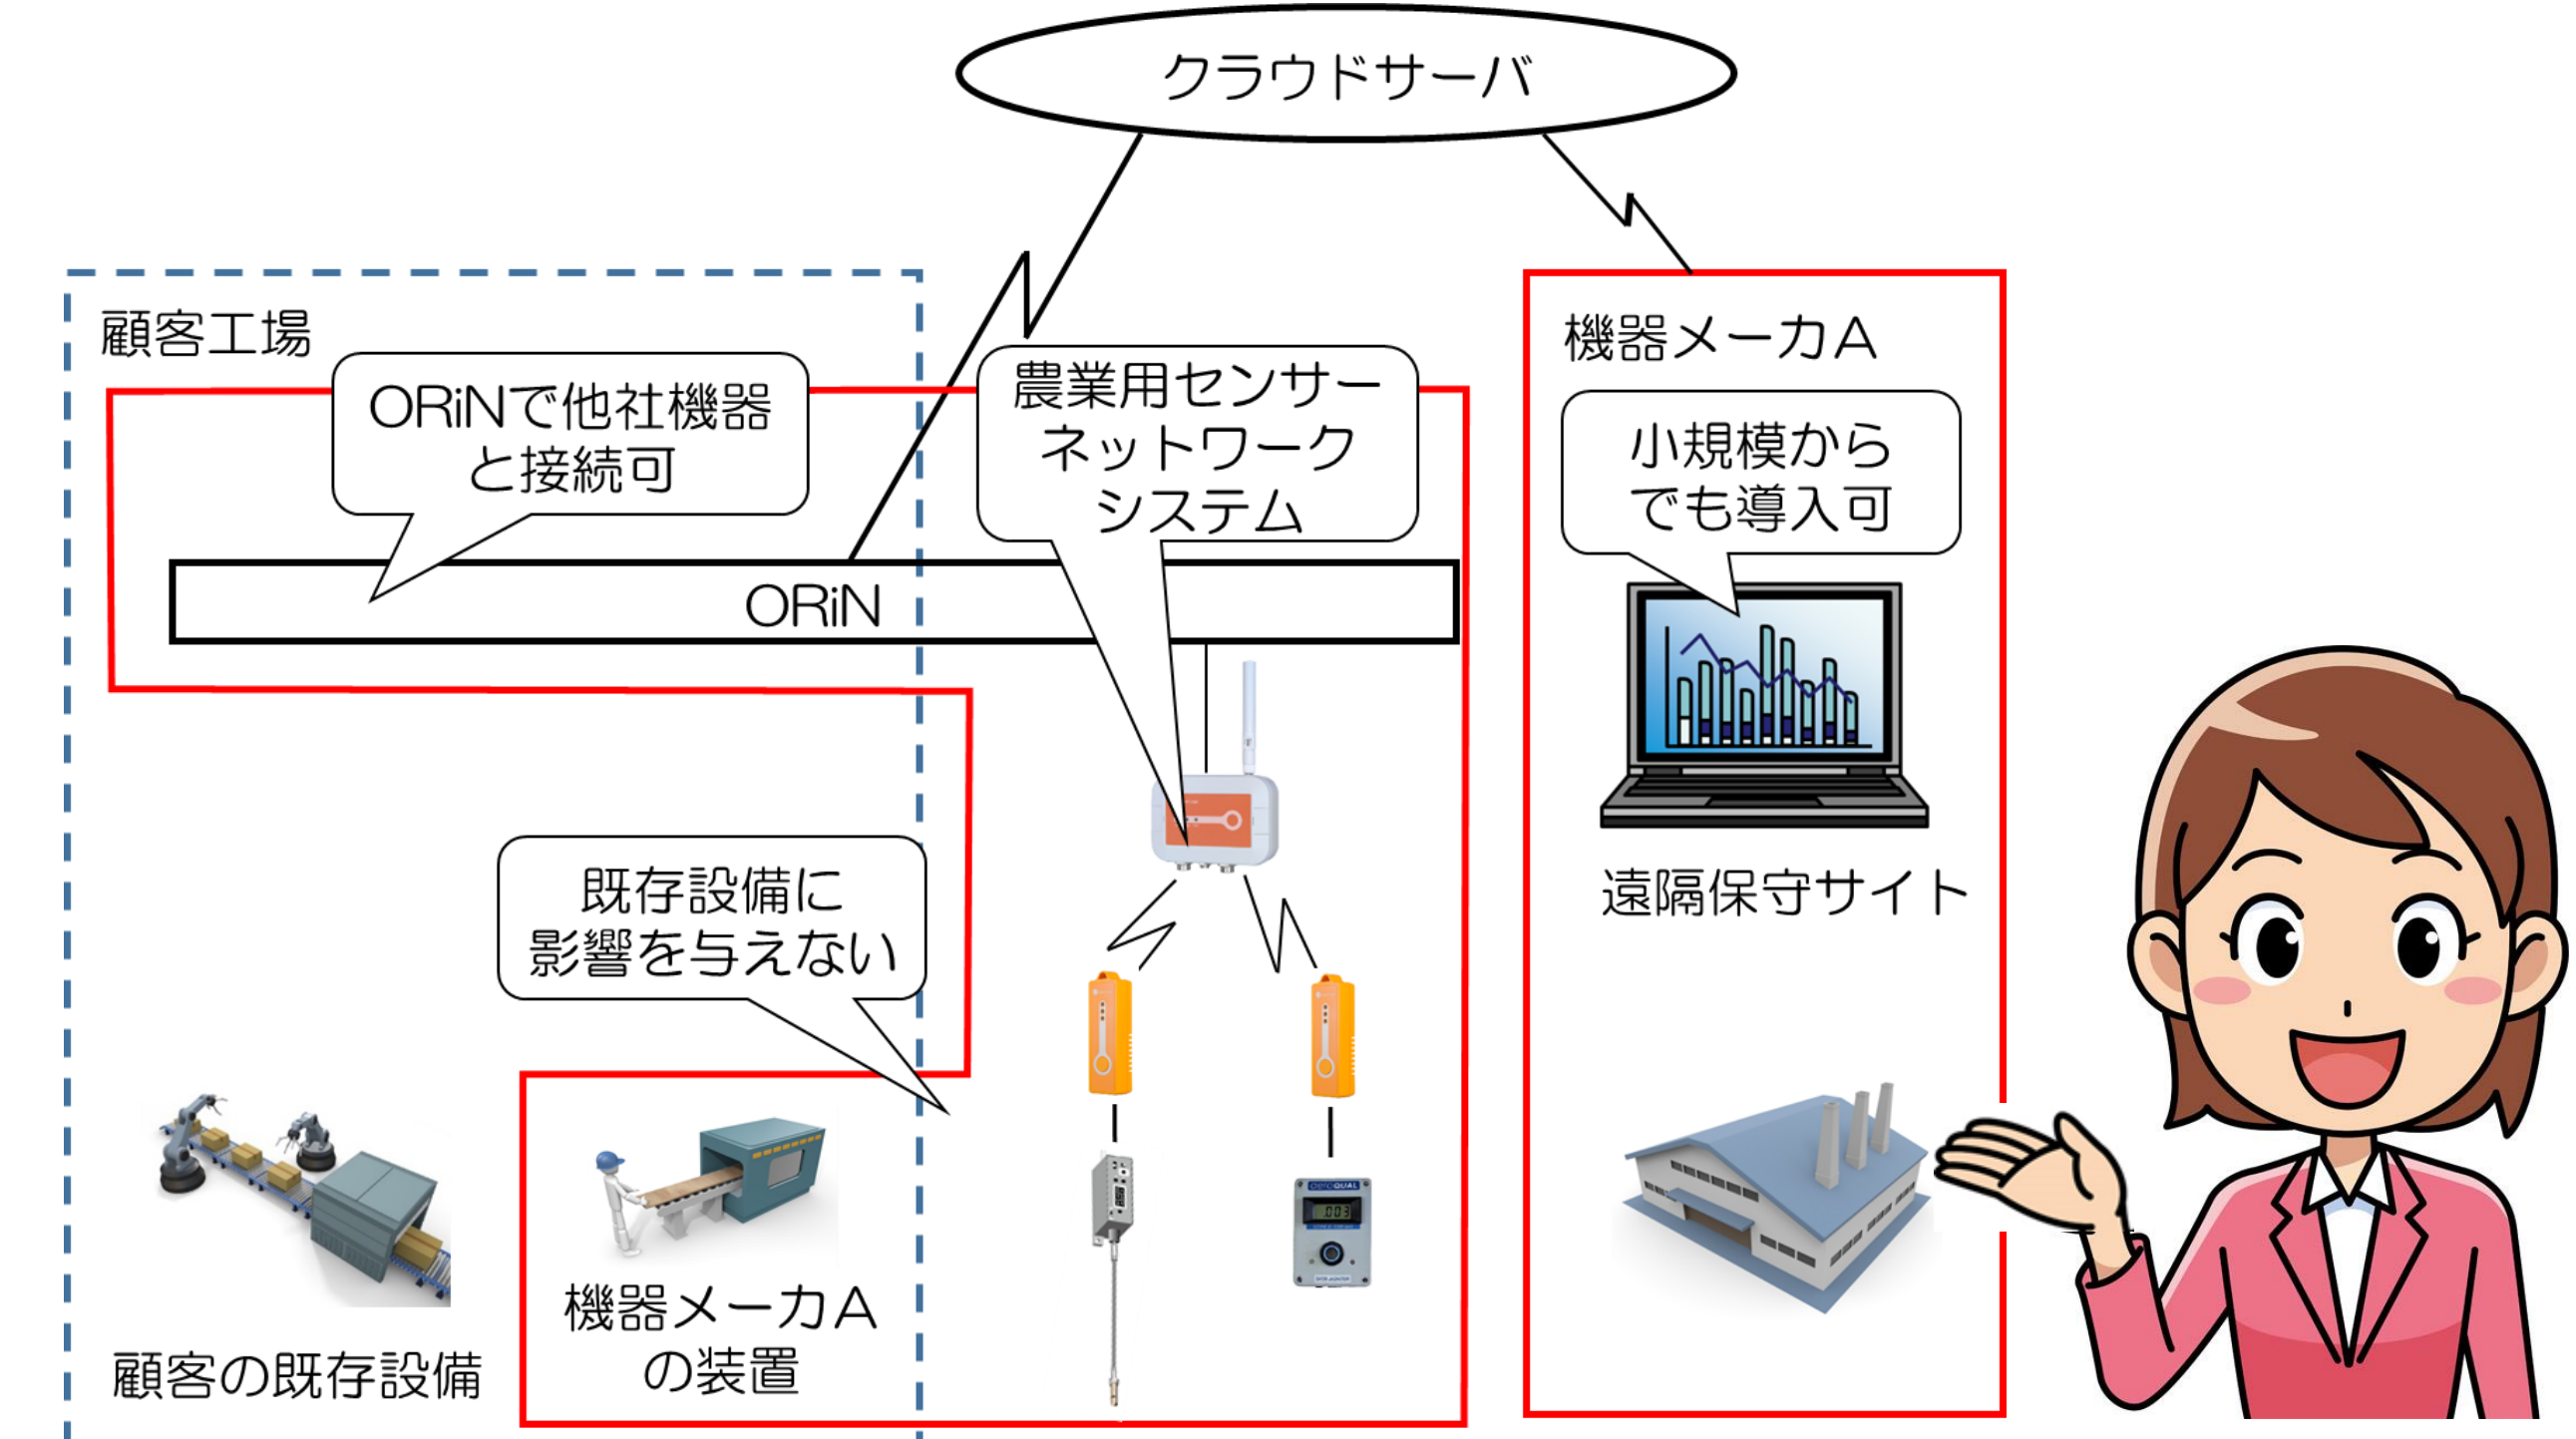 クラウドサーバ
顧客工場
ORiNで他社機器
と接続可
農業用センサー
ネットワーク
システム
機器メーカA
小規模から
でも導入可
ORiN
遠隔保守サイト
既存設備に
影響を与えない
.003
機器メーカA
の装置
顧客の既存設備